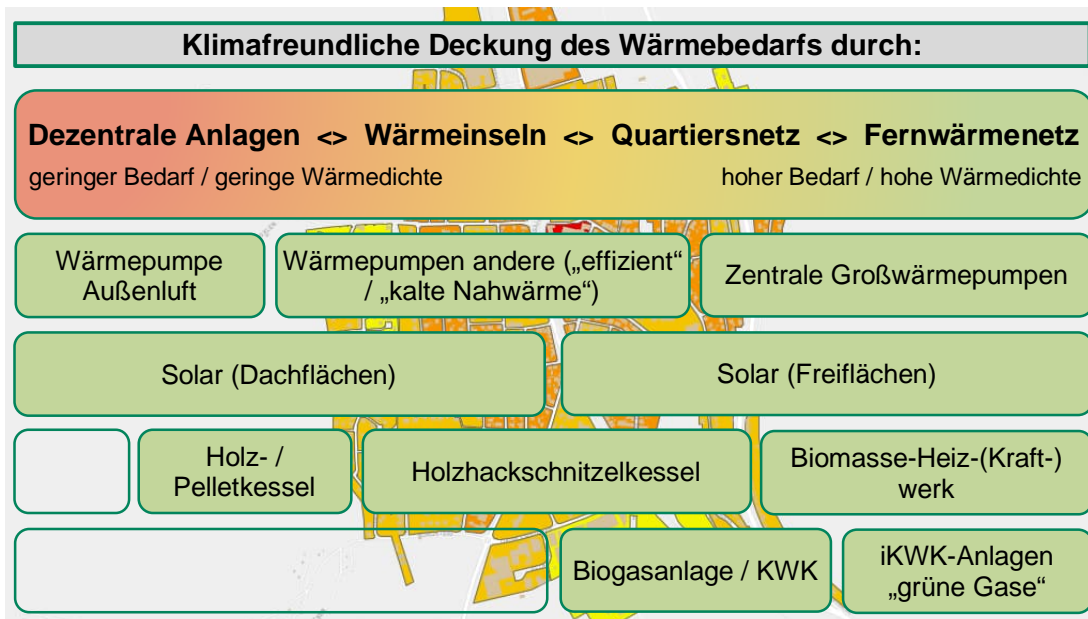 Klimafreundliche Deckung des Wärmebedarfs durch:
Dezentrale Anlagen <> Wärmeinseln <> Quartiersnetz <> Fernwärmenetz
geringer Bedarf / geringe Wärmedichte
hoher Bedarf / hohe Wärmedichte
Wärmepumpe
Außenluft
Wärmepumpen andere („effizient“
/ „kalte Nahwärme“)
Zentrale Großwärmepumpen
Solar (Dachflächen)
Solar (Freiflächen)
Holz- /
Pelletkessel
Holzhackschnitzelkessel
Biomasse-Heiz-(Kraft-)
werk
Biogasanlage / KWK
iKWK-Anlagen
„grüne Gase“